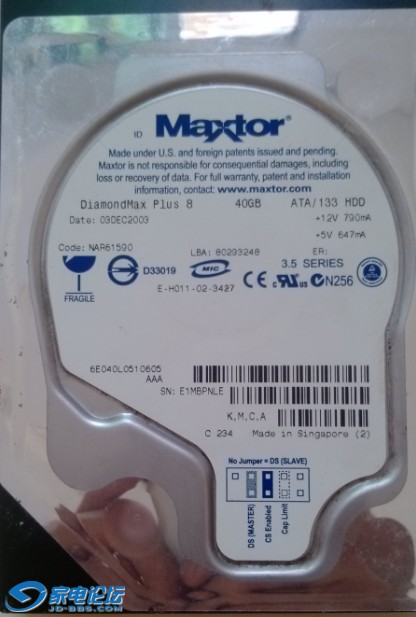 ID Maxtor®
Made under U.S. and foreign patents issued and pending.
Maxtor is not responsible for consequential damages, including
loss or recovery of data. For full warranty, patent and installation
information, contact: www.maxtor.com
DiamondMax Plus 8 40GB ATA/133 HDD
Date: 03DEC2003 +12V 790mA
+5V 647mA
Code: NAR61590 LBA: 80293248 ER:
D33019 MIC 3.5 SERIES
CE c RU us N256
FRAGILE E-H011-02-3427
6E040L0510605
AAA
SN: E1MBPNLE
K,M,C,A
C 234 Made in Singapore (2)
No Jumper = DS (SLAVE)
DS (MASTER)
CS Enabled
Cap Limit
家电论坛
JD-BBS.COM